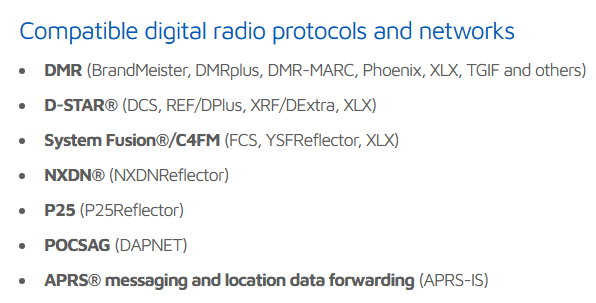 Compatible digital radio protocols and networks
• DMR (BrandMeister, DMRplus, DMR-MARC, Phoenix, XLX, TGIF and others)
• D-STAR® (DCS, REF/DPlus, XRF/DExtra, XLX)
• System Fusion®/C4FM (FCS, YSFReflector, XLX)
• NXDN® (NXDNReflector)
• P25 (P25Reflector)
• POCSAG (DAPNET)
• APRS® messaging and location data forwarding (APRS-IS)